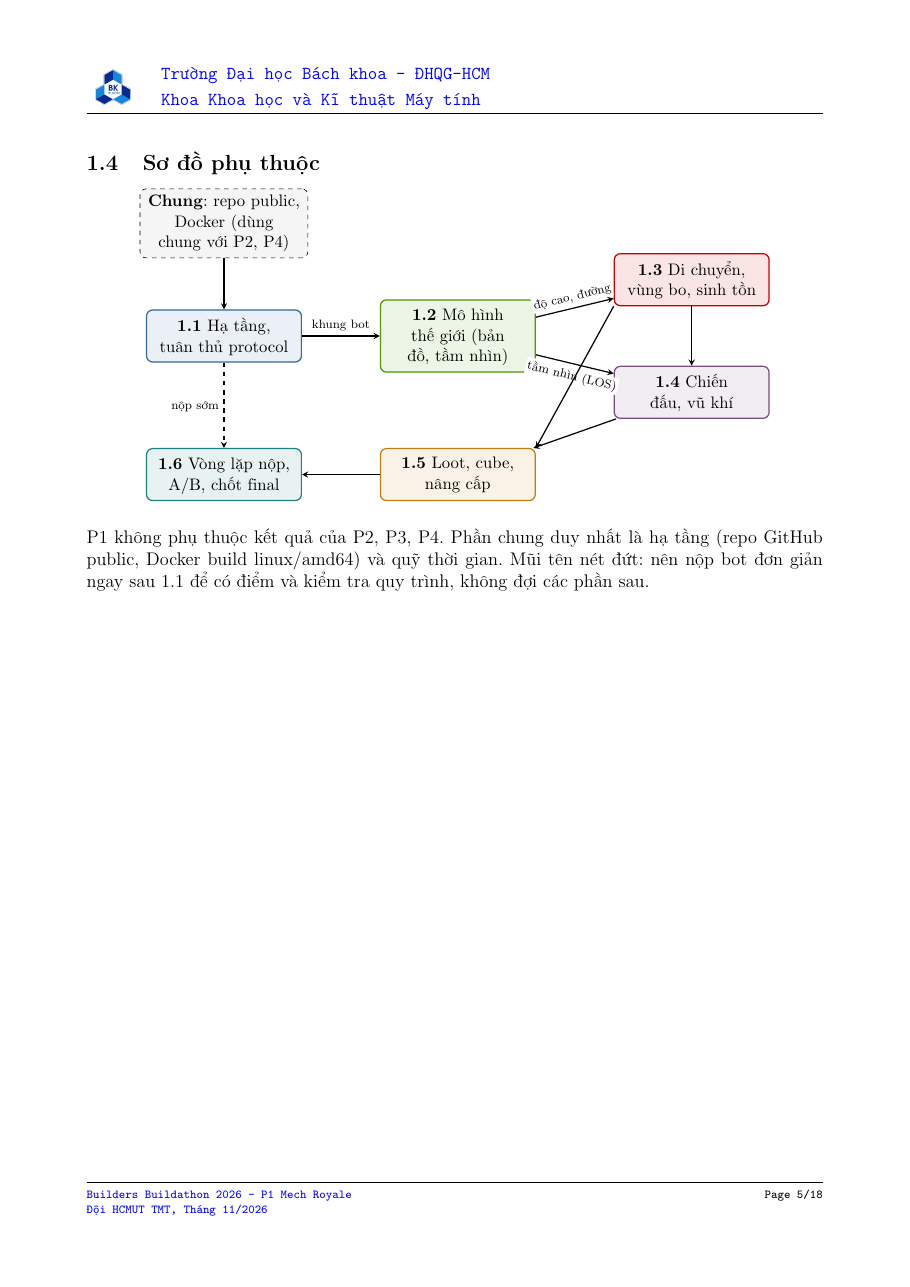 BK
Trường Đại học Bách khoa - ĐHQG-HCM
Khoa Khoa học và Kĩ thuật Máy tính
1.4 Sơ đồ phụ thuộc
Chung: repo public,
Docker (dùng
chung với P2, P4)
1.3 Di chuyển,
vùng bo, sinh tồn
độ cao, đường
1.1 Hạ tầng,
tuân thủ protocol
khung bot
1.2 Mô hình
thế giới (bản
đồ, tầm nhìn)
tầm nhìn (LOS)
1.4 Chiến
đấu, vũ khí
nộp sớm
1.6 Vòng lặp nộp,
A/B, chốt final
1.5 Loot, cube,
nâng cấp
P1 không phụ thuộc kết quả của P2, P3, P4. Phần chung duy nhất là hạ tầng (repo GitHub
public, Docker build linux/amd64) và quỹ thời gian. Mũi tên nét đứt: nên nộp bot đơn giản
ngay sau 1.1 để có điểm và kiểm tra quy trình, không đợi các phần sau.
Builders Buildathon 2026 - P1 Mech Royale
Page 5/18
Đội HCMUT TMT, Tháng 11/2026